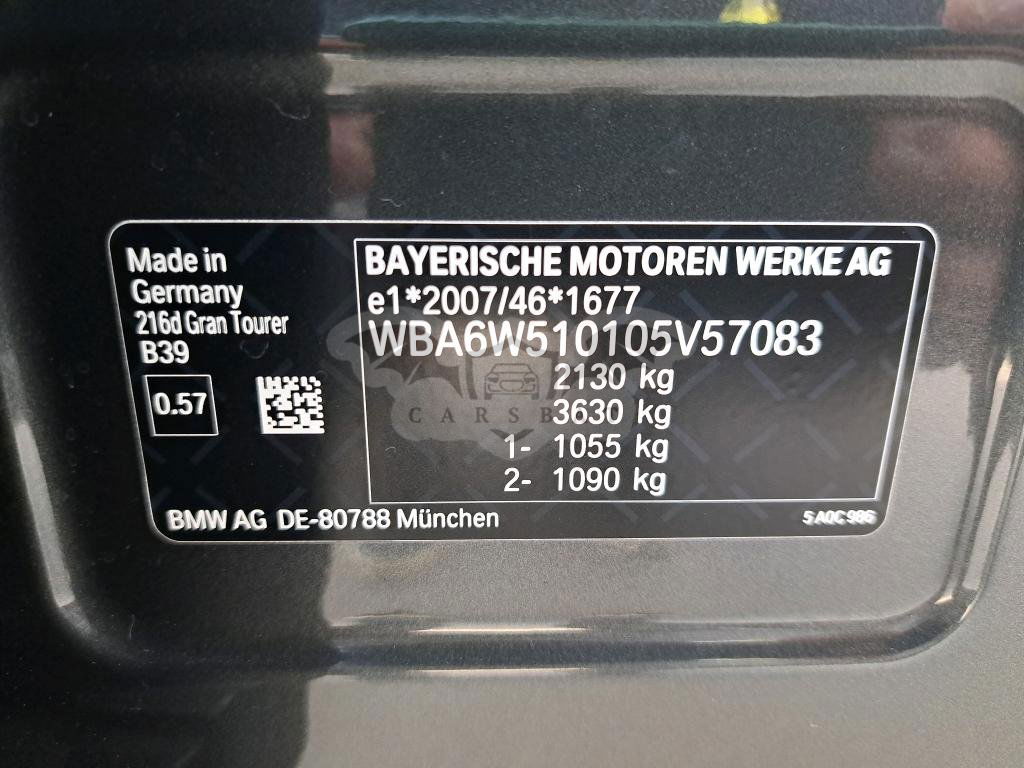 Made in
Germany
216d Gran Tourer
B39
0.57
BAYERISCHE MOTOREN WERKE AG
e1*2007/46*1677
WBA6W510105V57083
2130 kg
3630 kg
1- 1055 kg
2- 1090 kg
BMW AG DE-80788 München
5A0C986
CARSB